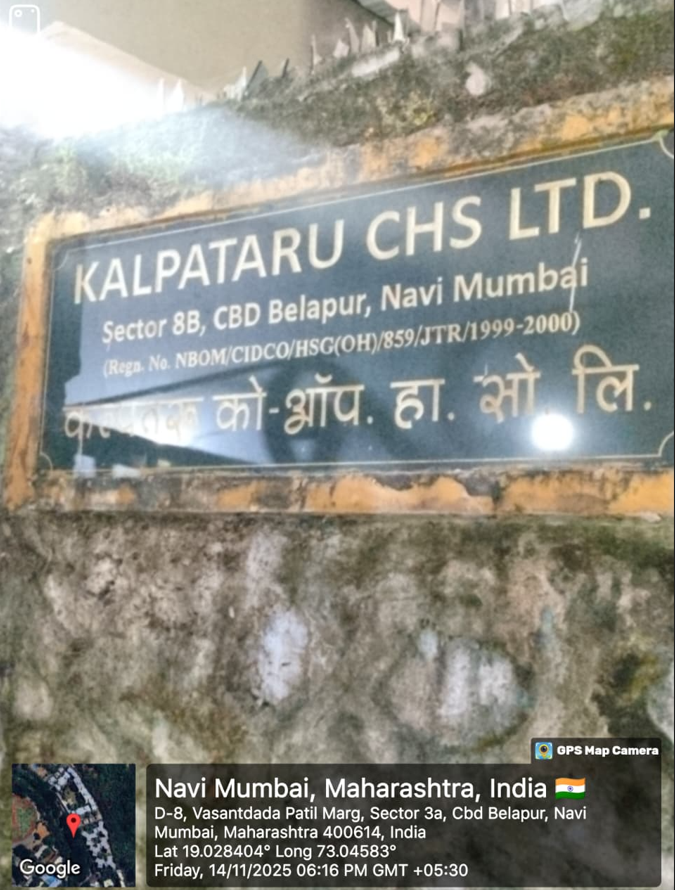 KALPATARU CHS LTD.
Sector 8B, CBD Belapur, Navi Mumbai
(Regn. No. NBOM/CIDCO/HSG(OH)/859/JTR/1999-2000)
कल्पतरू को-ऑप. हा. सो. लि.
GPS Map Camera
Navi Mumbai, Maharashtra, India 🇮🇳
D-8, Vasantdada Patil Marg, Sector 3a, Cbd Belapur, Navi
Mumbai, Maharashtra 400614, India
Lat 19.028404° Long 73.04583°
Friday, 14/11/2025 06:16 PM GMT +05:30
Google